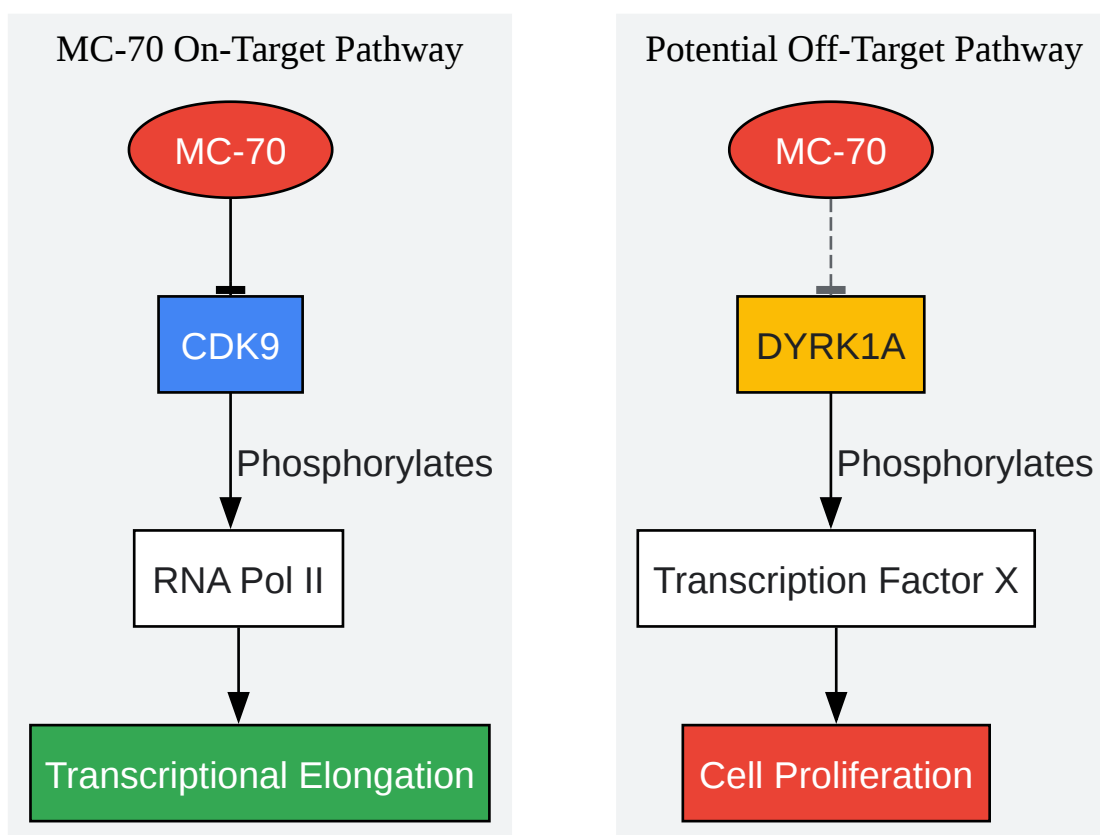 MC-70 On-Target Pathway
MC-70
CDK9
Phosphorylates
RNA Pol II
Transcriptional Elongation
Potential Off-Target Pathway
MC-70
DYRK1A
Phosphorylates
Transcription Factor X
Cell Proliferation